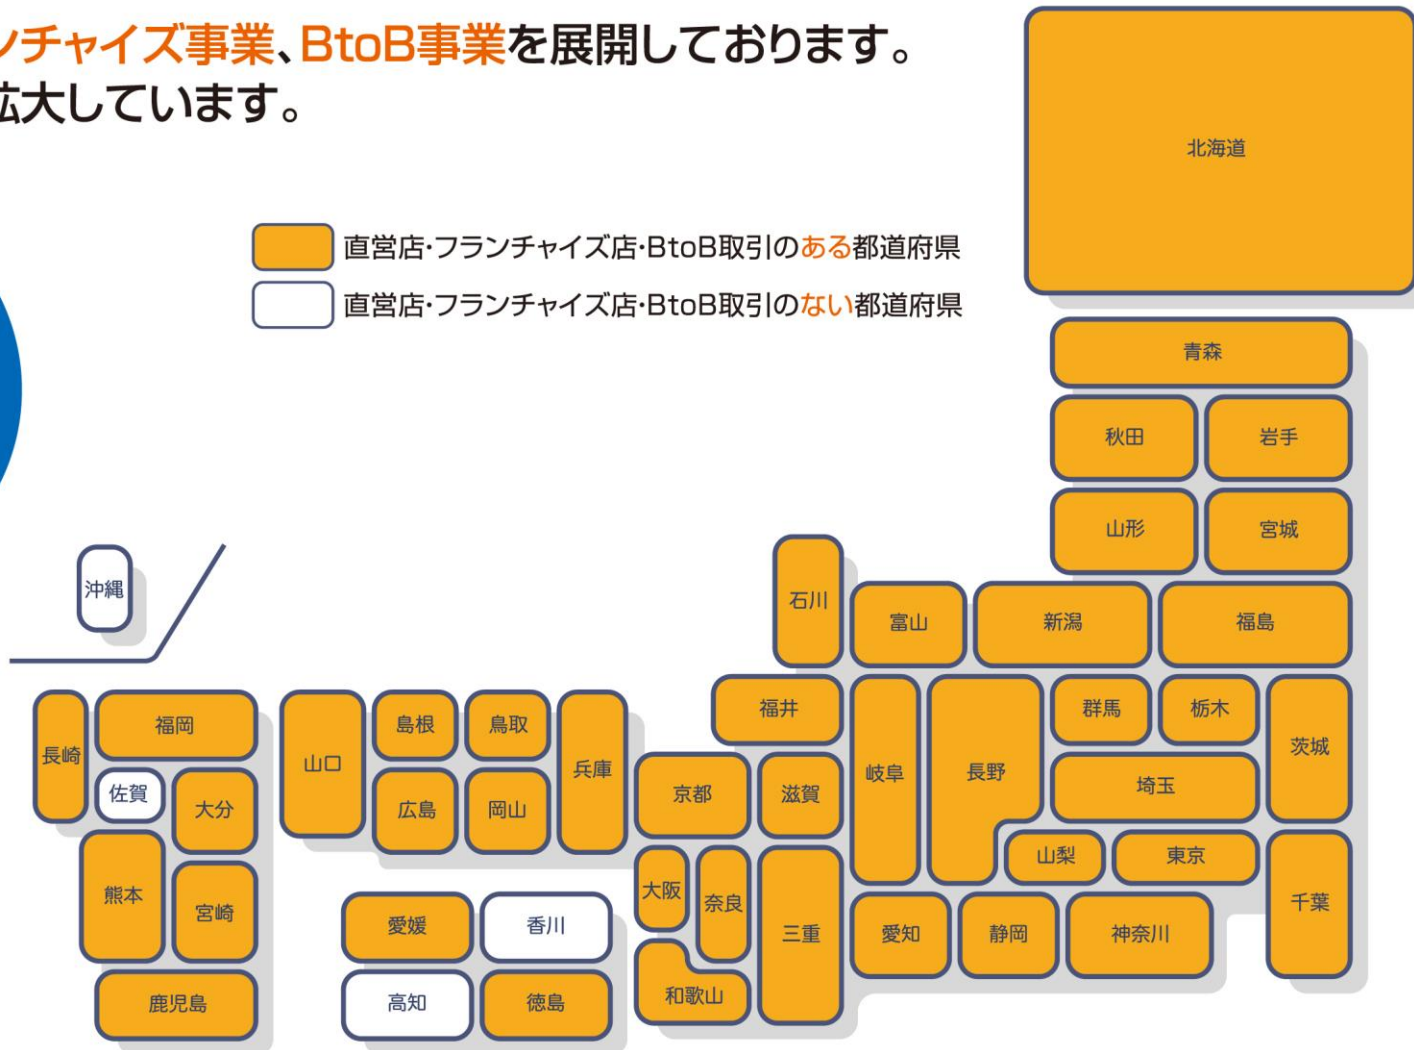 ンチャイズ事業、BtoB事業を展開しております。
拡大しています。
直営店・フランチャイズ店・BtoB取引のある都道府県
直営店・フランチャイズ店・BtoB取引のない都道府県
北海道
青森
秋田
岩手
山形
宮城
石川
富山
新潟
福島
福井
岐阜
長野
群馬
栃木
茨城
埼玉
山梨
東京
千葉
愛知
静岡
神奈川
京都
滋賀
大阪
奈良
三重
和歌山
兵庫
鳥取
島根
岡山
広島
山口
愛媛
香川
高知
徳島
福岡
長崎
佐賀
大分
熊本
宮崎
鹿児島
沖縄